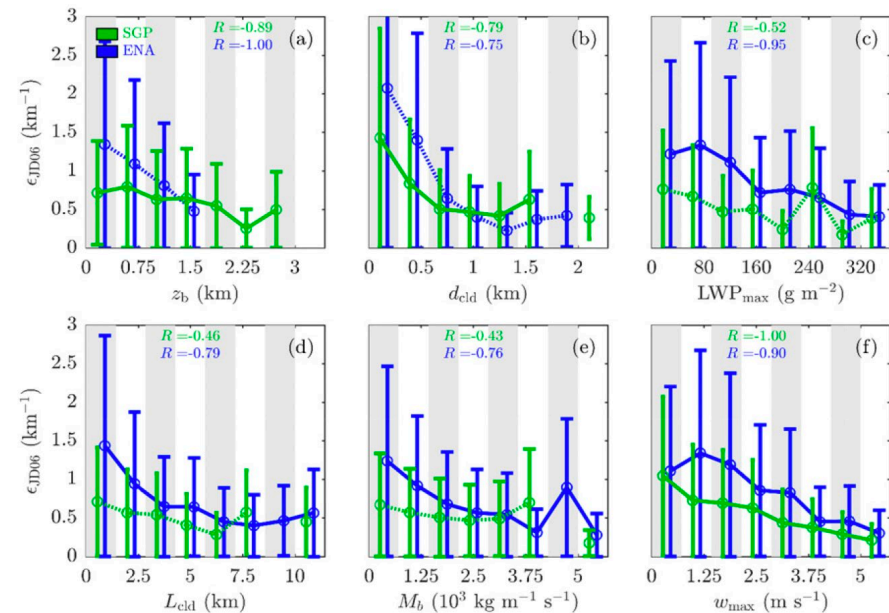 3
2.5
2
1.5
1
0.5
0
ϵJD06 (km−1)
SGP
ENA
R =-0.89
R =-1.00
(a)
0 0.75 1.5 2.25 3
zb (km)
R =-0.79
R =-0.75
(b)
0 0.5 1 1.5 2
dcld (km)
R =-0.52
R =-0.95
(c)
0 80 160 240 320
LWPmax (g m−2)
3
2.5
2
1.5
1
0.5
0
ϵJD06 (km−1)
R =-0.46
R =-0.79
(d)
0 2.5 5 7.5 10
Lcld (km)
R =-0.43
R =-0.76
(e)
0 1.25 2.5 3.75 5
Mb (103 kg m−1 s−1)
R =-1.00
R =-0.90
(f)
0 1.25 2.5 3.75 5
wmax (m s−1)